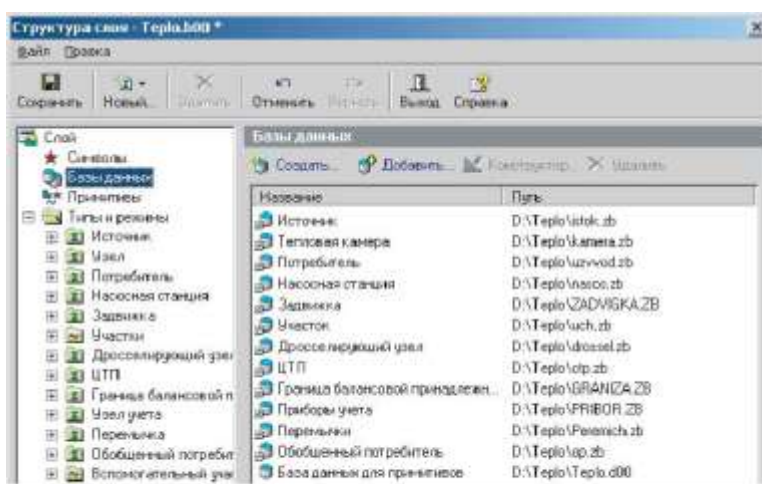 Структура слоя - Teplo.b00 *
Файл Правка
Сохранить Новый... Удалить Отменить Вернуть Выход Справка
Слой
Символы
Базы данных
Примитивы
Типы и режимы
Источник
Узел
Потребитель
Насосная станция
Задвижка
Участки
Дросселирующий узел
ЦТП
Граница балансовой п
Узел учета
Перемычка
Обобщенный потребит
Вспомогательный учас
Базы данных
Создать... Добавить... Конструктор... Удалить
Название Путь
Источник D:\Teplo\istok.zb
Тепловая камера D:\Teplo\kamera.zb
Потребитель D:\Teplo\uzvvod.zb
Насосная станция D:\Teplo\nasos.zb
Задвижка D:\Teplo\ZADVIGKA.ZB
Участок D:\Teplo\uch.zb
Дросселирующий узел D:\Teplo\drossel.zb
ЦТП D:\Teplo\ctp.zb
Граница балансовой принадлежн... D:\Teplo\GRANIZA.ZB
Приборы учета D:\Teplo\PRIBOR.ZB
Перемычки D:\Teplo\Peremich.zb
Обобщенный потребитель D:\Teplo\ap.zb
База данных для примитивов D:\Teplo\Teplo.d00